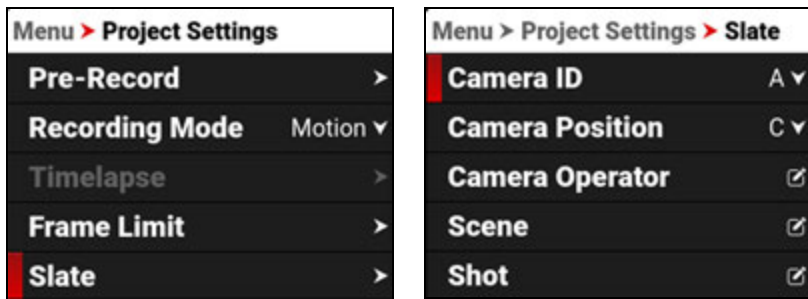 Menu > Project Settings
Pre-Record
Recording Mode Motion
Timelapse
Frame Limit
Slate
Menu > Project Settings > Slate
Camera ID A
Camera Position C
Camera Operator
Scene
Shot